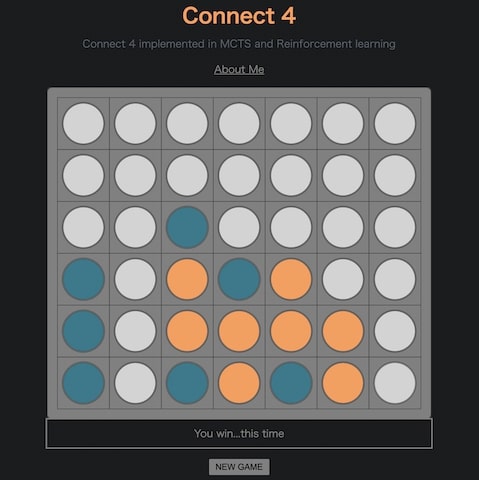 Connect 4
Connect 4 implemented in MCTS and Reinforcement learning
About Me
You win...this time
NEW GAME